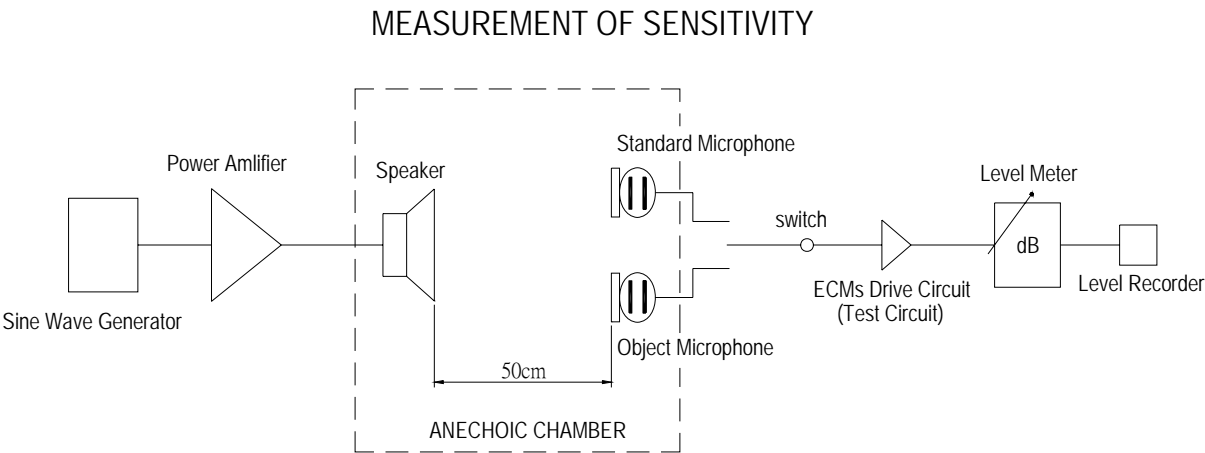 MEASUREMENT OF SENSITIVITY
Standard Microphone
Power Amlifier
Speaker
Level Meter
switch
dB
Sine Wave Generator
ECMs Drive Circuit
(Test Circuit)
Level Recorder
Object Microphone
50cm
ANECHOIC CHAMBER